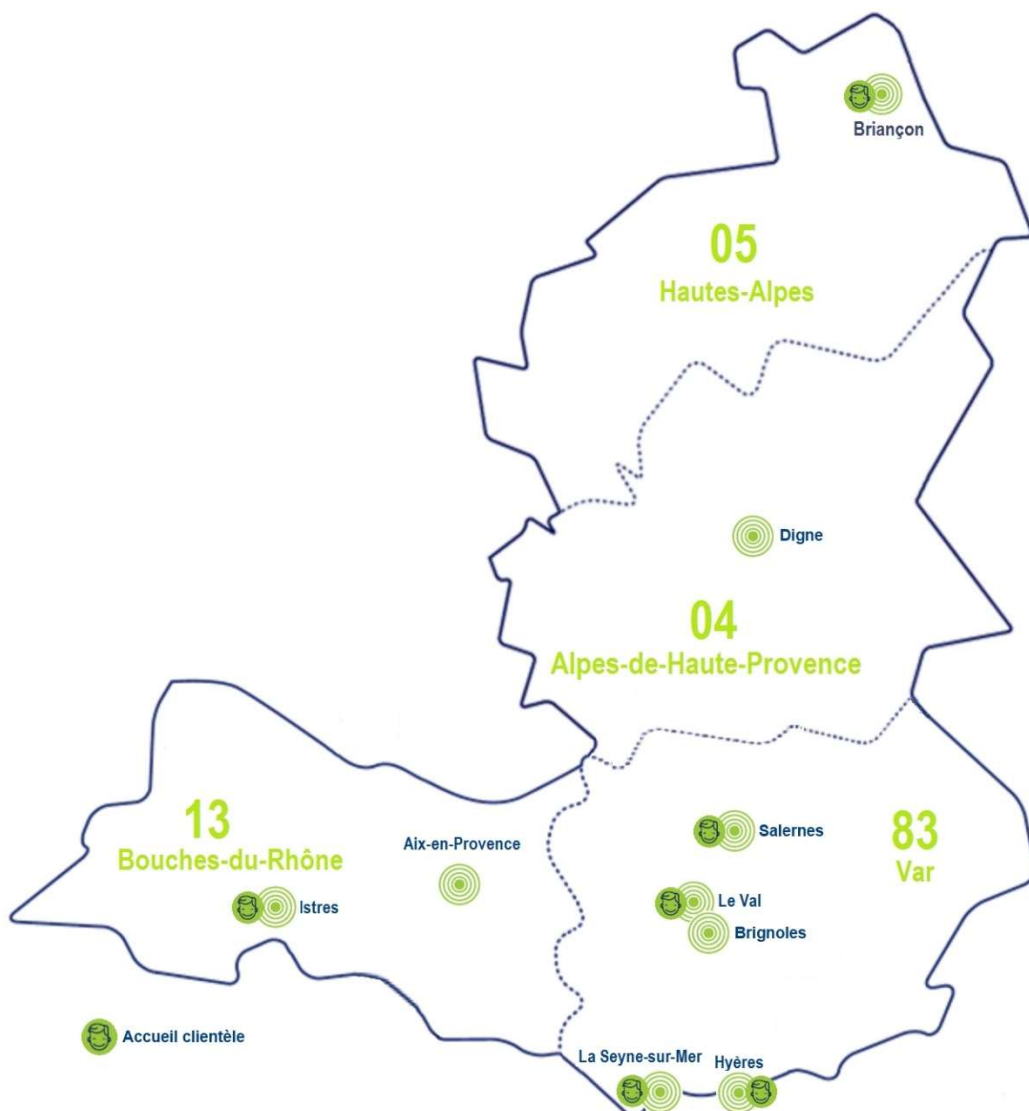 Briançon
05
Hautes-Alpes
Digne
04
Alpes-de-Haute-Provence
13
Bouches-du-Rhône
Aix-en-Provence
Istres
83
Var
Salernes
Le Val
Brignoles
Accueil clientèle
La Seyne-sur-Mer
Hyères